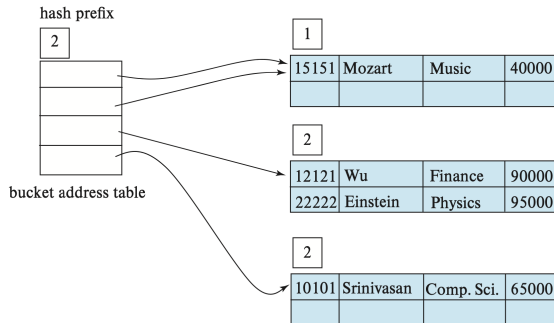 hash prefix
2
bucket address table
1
15151 Mozart Music 40000
2
12121 Wu Finance 90000
22222 Einstein Physics 95000
2
10101 Srinivasan Comp. Sci. 65000